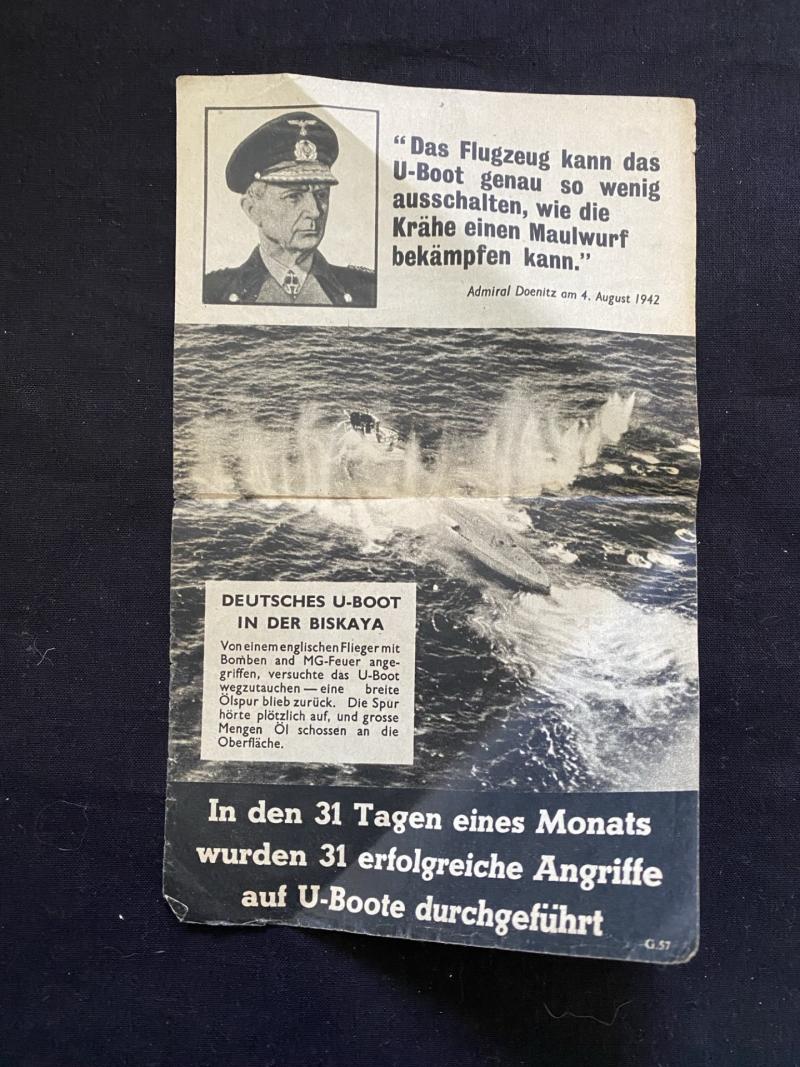 “Das Flugzeug kann das
U-Boot genau so wenig
ausschalten, wie die
Krähe einen Maulwurf
bekämpfen kann.”
Admiral Doenitz am 4. August 1942
DEUTSCHES U-BOOT
IN DER BISKAYA
Von einem englischen Flieger mit
Bomben and MG-Feuer ange-
griffen, versuchte das U-Boot
wegzutauchen — eine breite
Ölspur blieb zurück. Die Spur
hörte plötzlich auf, und grosse
Mengen Öl schossen an die
Oberfläche.
In den 31 Tagen eines Monats
wurden 31 erfolgreiche Angriffe
auf U-Boote durchgeführt
G.57